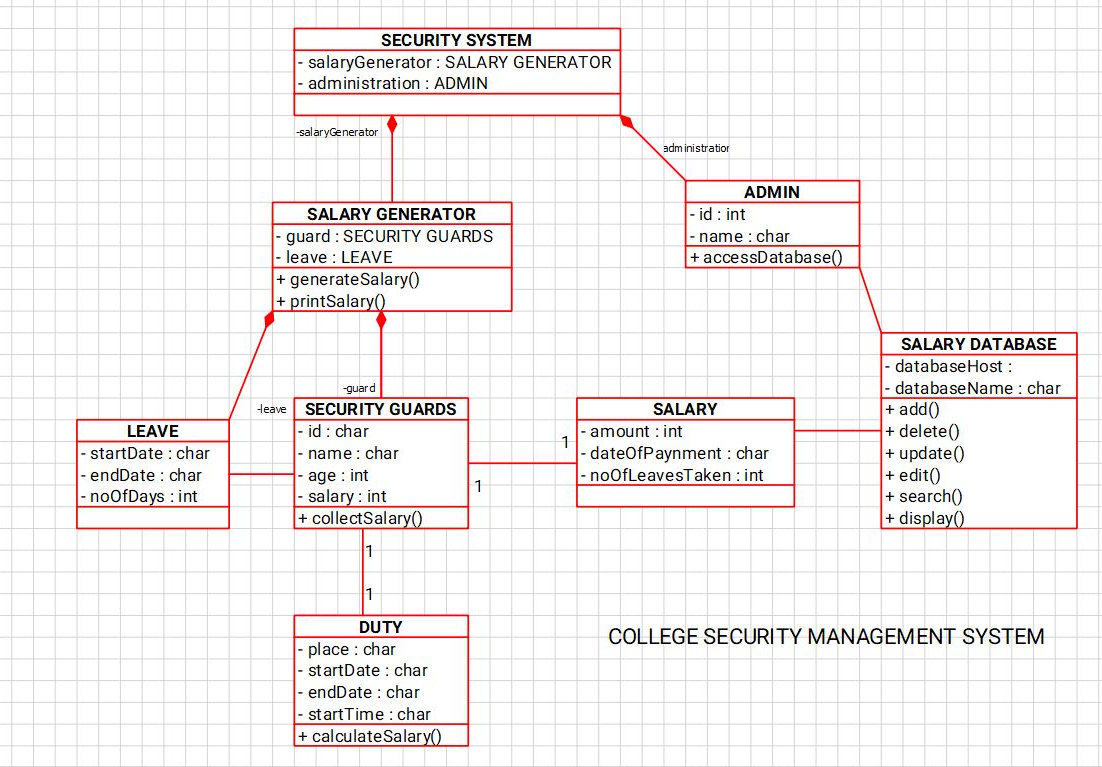 SECURITY SYSTEM
- salaryGenerator : SALARY GENERATOR
- administration : ADMIN
-salaryGenerator
administration
ADMIN
- id : int
- name : char
+ accessDatabase()
SALARY GENERATOR
- guard : SECURITY GUARDS
- leave : LEAVE
+ generateSalary()
+ printSalary()
SALARY DATABASE
- databaseHost :
- databaseName : char
+ add()
+ delete()
+ update()
+ edit()
+ search()
+ display()
-guard
-leave
LEAVE
- startDate : char
- endDate : char
- noOfDays : int
SECURITY GUARDS
- id : char
- name : char
- age : int
- salary : int
+ collectSalary()
1
1
SALARY
- amount : int
- dateOfPaynment : char
- noOfLeavesTaken : int
1
1
DUTY
- place : char
- startDate : char
- endDate : char
- startTime : char
+ calculateSalary()
COLLEGE SECURITY MANAGEMENT SYSTEM